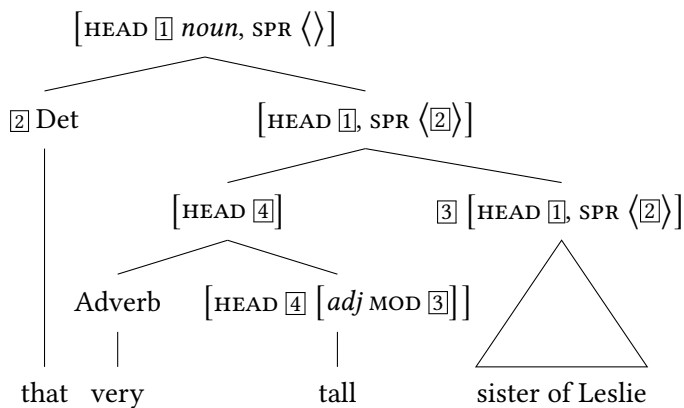 [HEAD 1 noun, SPR ⟨⟩]
2 Det [HEAD 1, SPR ⟨2⟩]
[HEAD 4] 3 [HEAD 1, SPR ⟨2⟩]
Adverb [HEAD 4 [adj MOD 3]]
that very tall sister of Leslie